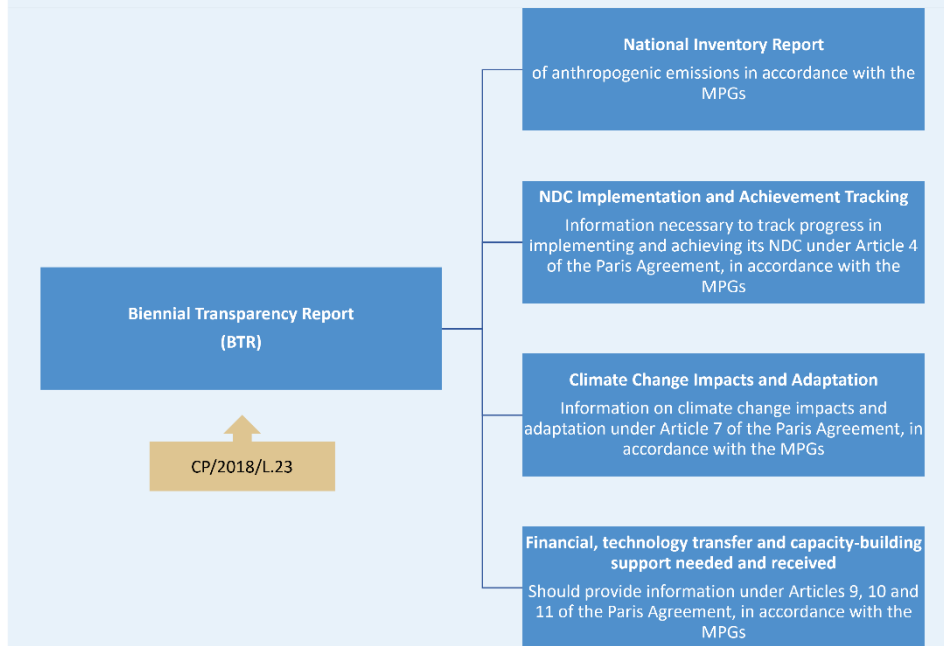 National Inventory Report
of anthropogenic emissions in accordance with the
MPGs
NDC Implementation and Achievement Tracking
Information necessary to track progress in
implementing and achieving its NDC under Article 4
of the Paris Agreement, in accordance with the
MPGs
Biennial Transparency Report
(BTR)
Climate Change Impacts and Adaptation
Information on climate change impacts and
adaptation under Article 7 of the Paris Agreement, in
accordance with the MPGs
CP/2018/L.23
Financial, technology transfer and capacity-building
support needed and received
Should provide information under Articles 9, 10 and
11 of the Paris Agreement, in accordance with the
MPGs